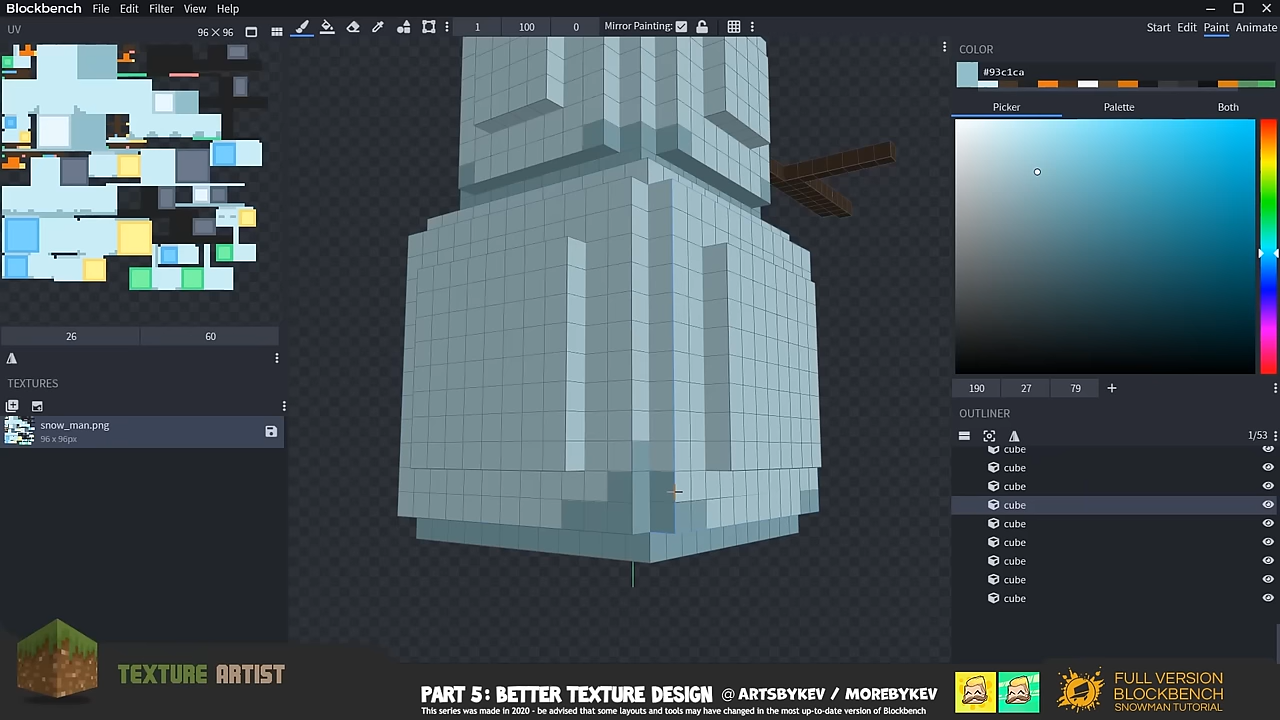 Blockbench File Edit Filter View Help
UV 96 × 96 1 100 0 Mirror Painting: Start Edit Paint Animate
COLOR
#93c1ca
Picker Palette Both
26 60
TEXTURES
190 27 79
OUTLINER
1/53
snow_man.png
96 x 96px
cube
cube
cube
cube
cube
cube
cube
cube
cube
TEXTURE ARTIST
PART 5: BETTER TEXTURE DESIGN @ARTSBYKEV / MOREBYKEV
This series was made in 2020 - be advised that some layouts and tools may have changed in the most up-to-date version of Blockbench
FULL VERSION
BLOCKBENCH
SNOWMAN TUTORIAL